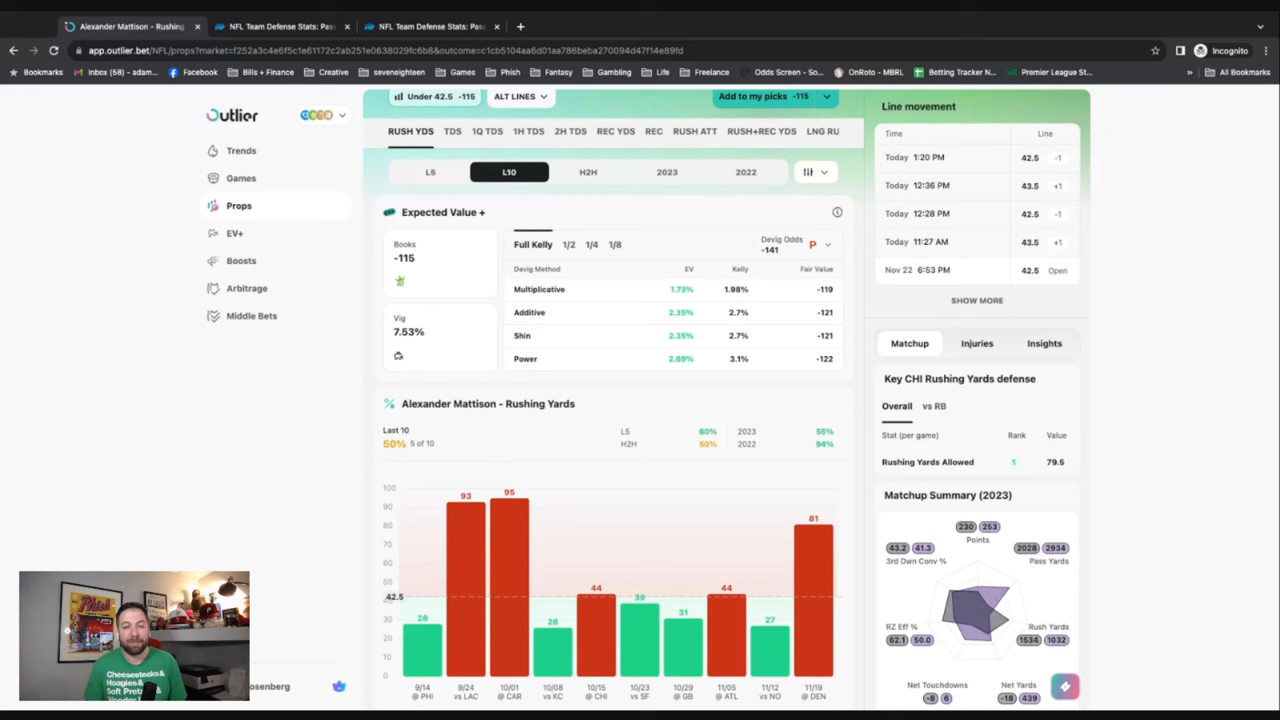 Alexander Mattison - Rushing
NFL Team Defense Stats: Pas
NFL Team Defense Stats: Pas
app.outlier.bet/NFL/props?market=f252a3c4e6f5c1e61172c2ab251e0638029fc6b8&outcome=c1cb5104aa6d01aa786beba270094d47f14e89fd
Incognito
Bookmarks
Inbox (58) - adam...
Facebook
Bills + Finance
Creative
seveneighteen
Games
Phish
Fantasy
Gambling
Life
Freelance
Odds Screen - So...
OnRoto – MBRL
Betting Tracker N...
Premier League St...
»
All Bookmarks
Outlier
Trends
Games
Props
EV+
Boosts
Arbitrage
Middle Bets
osenberg
Under 42.5 -115
ALT LINES
Add to my picks -115
RUSH YDS TDS 1Q TDS 1H TDS 2H TDS REC YDS REC RUSH ATT RUSH+REC YDS LNG RU
L5 L10 H2H 2023 2022
Expected Value +
Books
-115
Vig
7.53%
Full Kelly 1/2 1/4 1/8
Devig Odds
-141
P
Devig Method EV Kelly Fair Value
Multiplicative 1.73% 1.98% -119
Additive 2.35% 2.7% -121
Shin 2.35% 2.7% -121
Power 2.69% 3.1% -122
Alexander Mattison - Rushing Yards
Last 10
50% 5 of 10
L5 60% 2023 55%
H2H 50% 2022 94%
100
90
80
70
60
50
42.5
40
30
20
10
0
28 93 95 26 44 39 31 44 27 81
9/14 9/24 10/01 10/08 10/15 10/23 10/29 11/05 11/12 11/19
@ PHI vs LAC @ CAR vs KC @ CHI vs SF @ GB @ ATL vs NO @ DEN
Line movement
Time Line
Today 1:20 PM 42.5 -1
Today 12:36 PM 43.5 +1
Today 12:28 PM 42.5 -1
Today 11:27 AM 43.5 +1
Nov 22 6:53 PM 42.5 Open
SHOW MORE
Matchup Injuries Insights
Key CHI Rushing Yards defense
Overall vs RB
Stat (per game) Rank Value
Rushing Yards Allowed 1 79.5
Matchup Summary (2023)
230 253
Points
43.2 41.3
3rd Dwn Conv %
2028 2934
Pass Yards
RZ Eff %
62.1 50.0
Rush Yards
1534 1032
Net Touchdowns
-8 6
Net Yards
-18 439
Cheesesteaks &
Hoagies &
Soft Pret